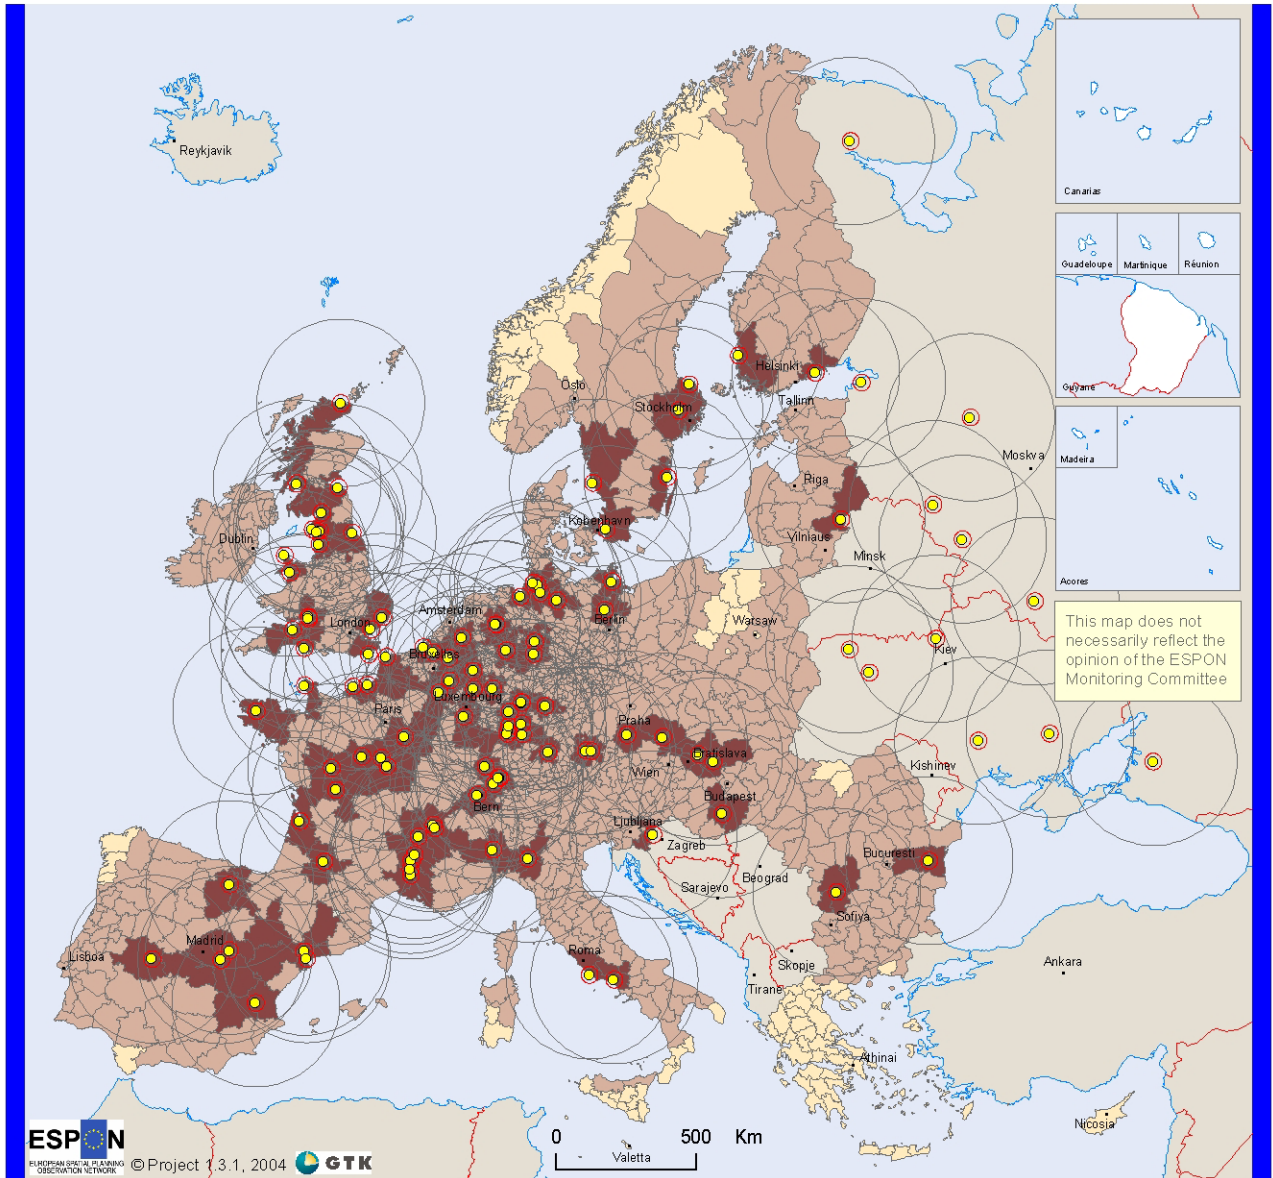 Reykjavik
Canarias
Guadeloupe
Martinique
Réunion
Guyane
Madeira
Acores
Helsinki
Oslo
Stockholm
Tallinn
Moskva
Riga
København
Dublin
Vilniaus
Minsk
Amsterdam
London
Berlin
Warsaw
This map does not
necessarily reflect the
opinion of the ESPON
Monitoring Committee
Bruxelles
Kiev
Luxembourg
Paris
Praha
Bratislava
Wien
Kishinev
Budapest
Bern
Ljubljana
Zagreb
Bucuresti
Beograd
Sarajevo
Sofiya
Madrid
Roma
Lisboa
Skopje
Ankara
Tirane
Athinai
Nicosia
ESPON
EUROPEAN SPATIAL PLANNING
OBSERVATION NETWORK
© Project 1.3.1, 2004
GTK
0 500 Km
Valetta